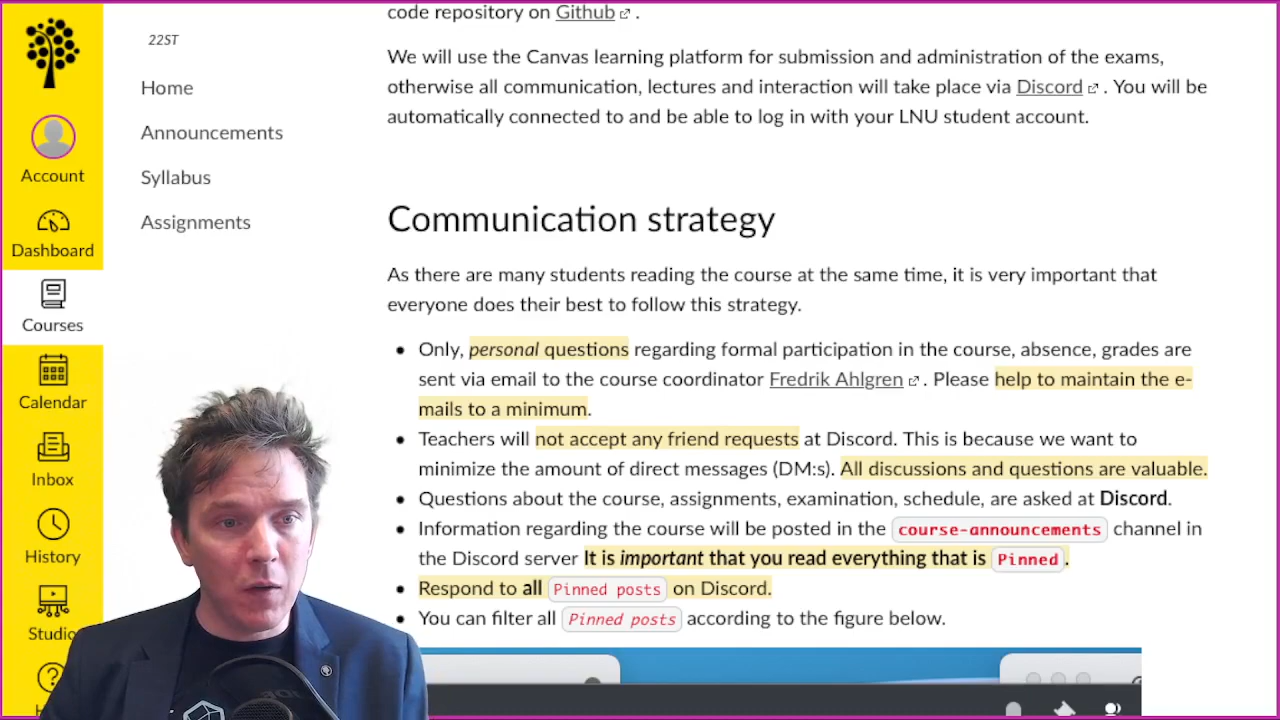 code repository on Github .
We will use the Canvas learning platform for submission and administration of the exams,
otherwise all communication, lectures and interaction will take place via Discord . You will be
automatically connected to and be able to log in with your LNU student account.
22ST
Home
Announcements
Syllabus
Assignments
Account
Dashboard
Courses
Calendar
Inbox
History
Studio
Communication strategy
As there are many students reading the course at the same time, it is very important that
everyone does their best to follow this strategy.
• Only, personal questions regarding formal participation in the course, absence, grades are
sent via email to the course coordinator Fredrik Ahlgren . Please help to maintain the e-
mails to a minimum.
• Teachers will not accept any friend requests at Discord. This is because we want to
minimize the amount of direct messages (DM:s). All discussions and questions are valuable.
• Questions about the course, assignments, examination, schedule, are asked at Discord.
• Information regarding the course will be posted in the course-announcements channel in
the Discord server It is important that you read everything that is Pinned.
• Respond to all Pinned posts on Discord.
• You can filter all Pinned posts according to the figure below.